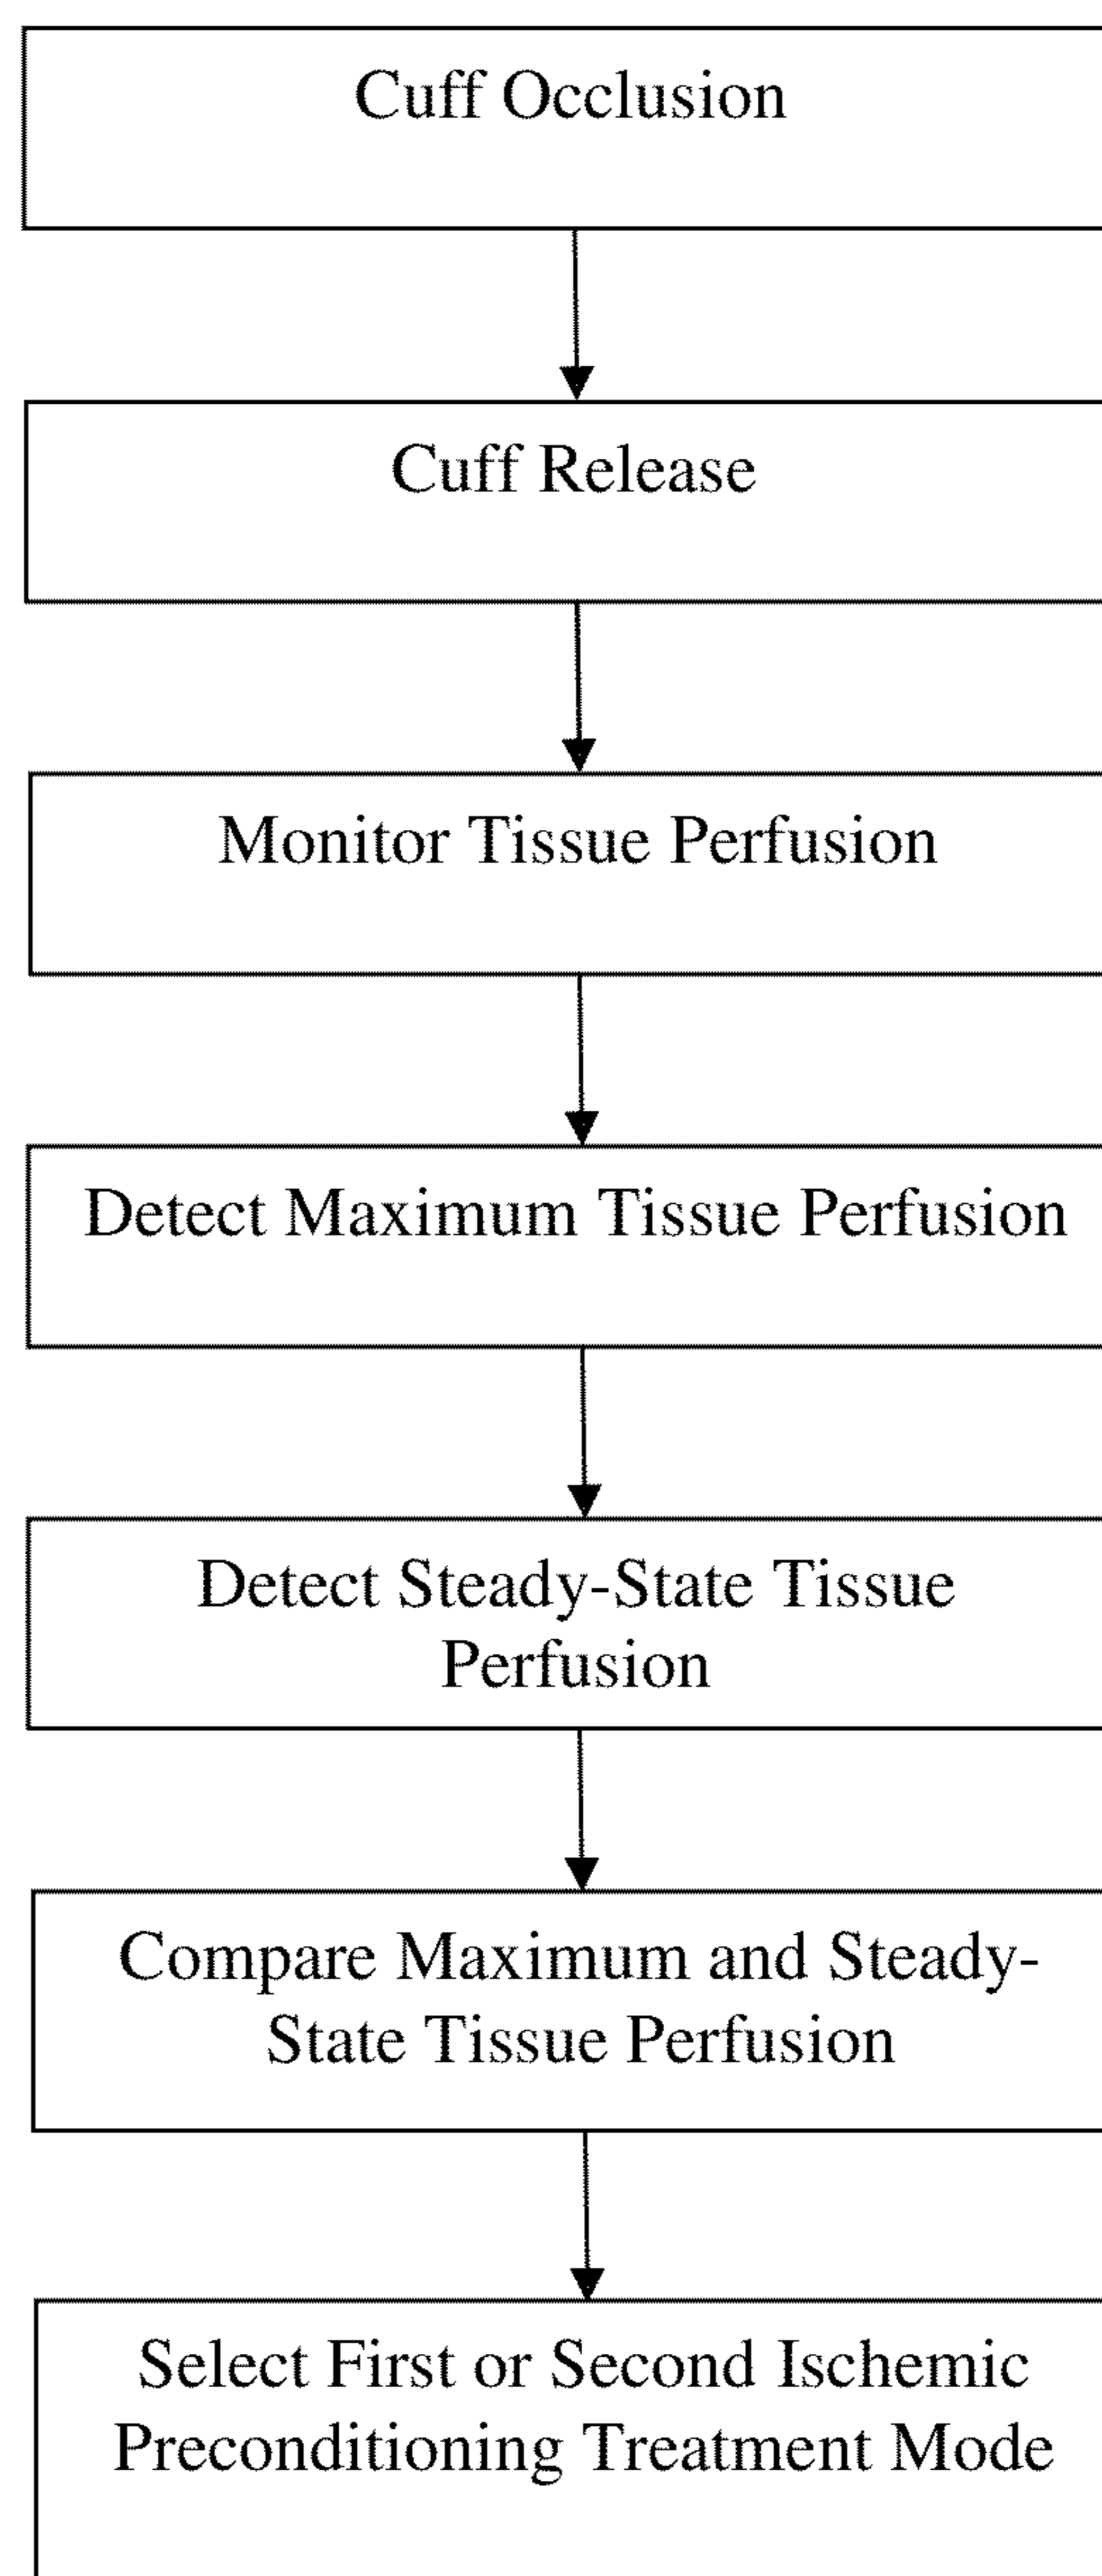 Cuff Occlusion
Cuff Release
Monitor Tissue Perfusion
Detect Maximum Tissue Perfusion
Detect Steady-State Tissue
Perfusion
Compare Maximum and Steady-
State Tissue Perfusion
Select First or Second Ischemic
Preconditioning Treatment Mode